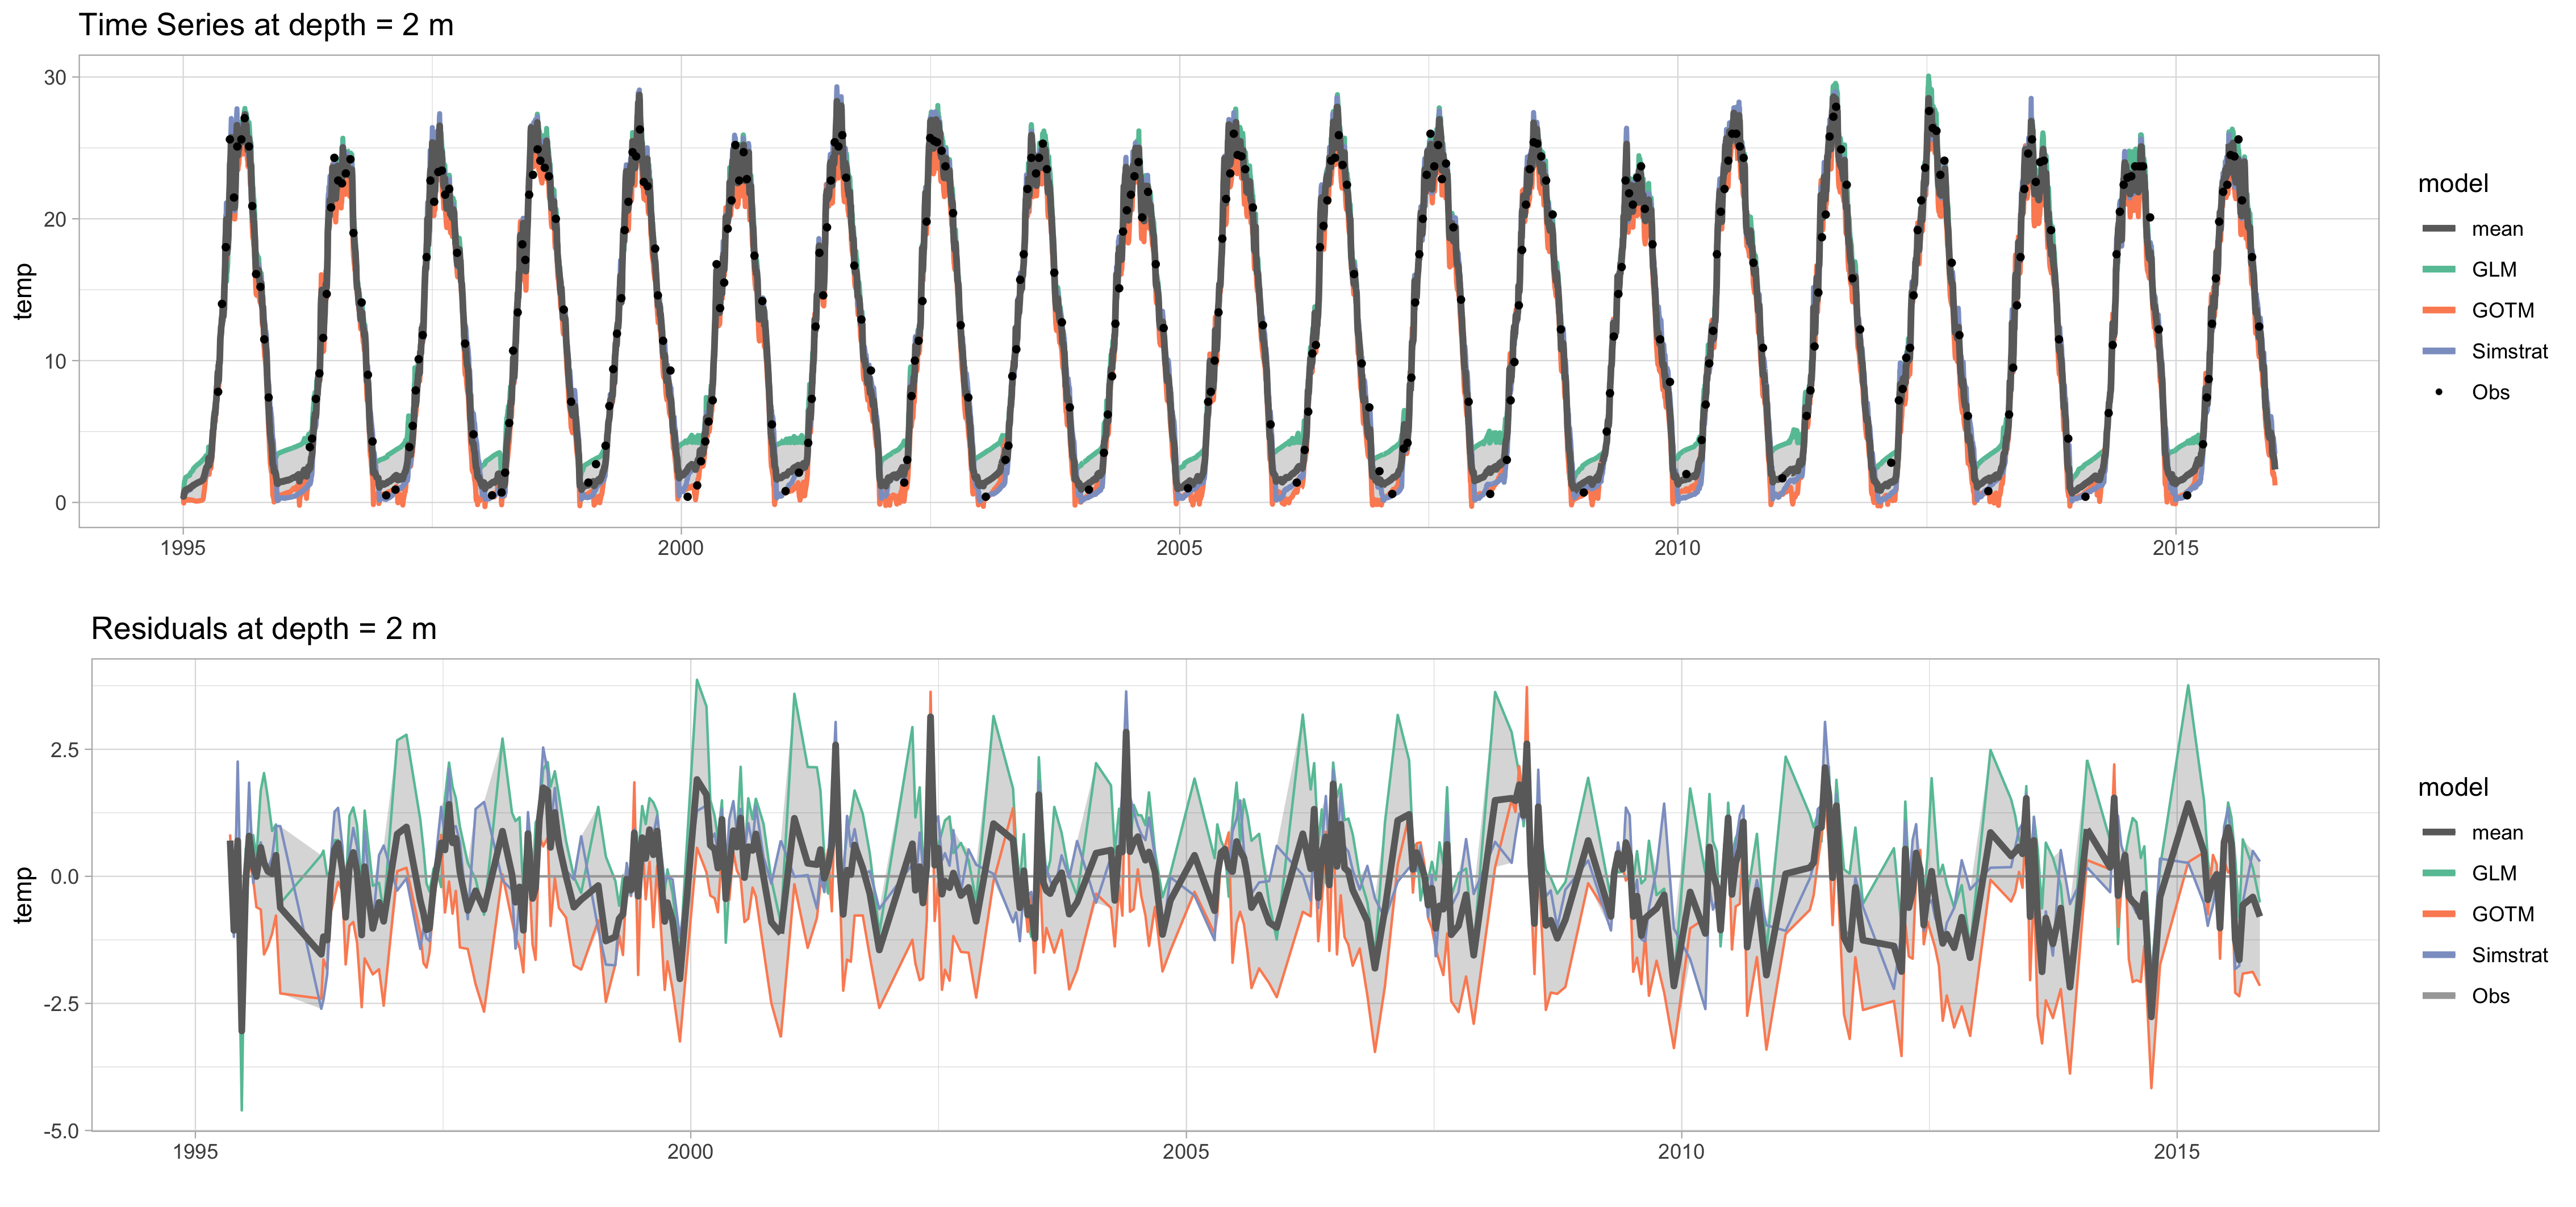 Time Series at depth = 2 m
30
20
10
0
temp
1995
2000
2005
2010
2015
model
mean
GLM
GOTM
Simstrat
Obs
Residuals at depth = 2 m
2.5
0.0
-2.5
-5.0
temp
1995
2000
2005
2010
2015
model
mean
GLM
GOTM
Simstrat
Obs